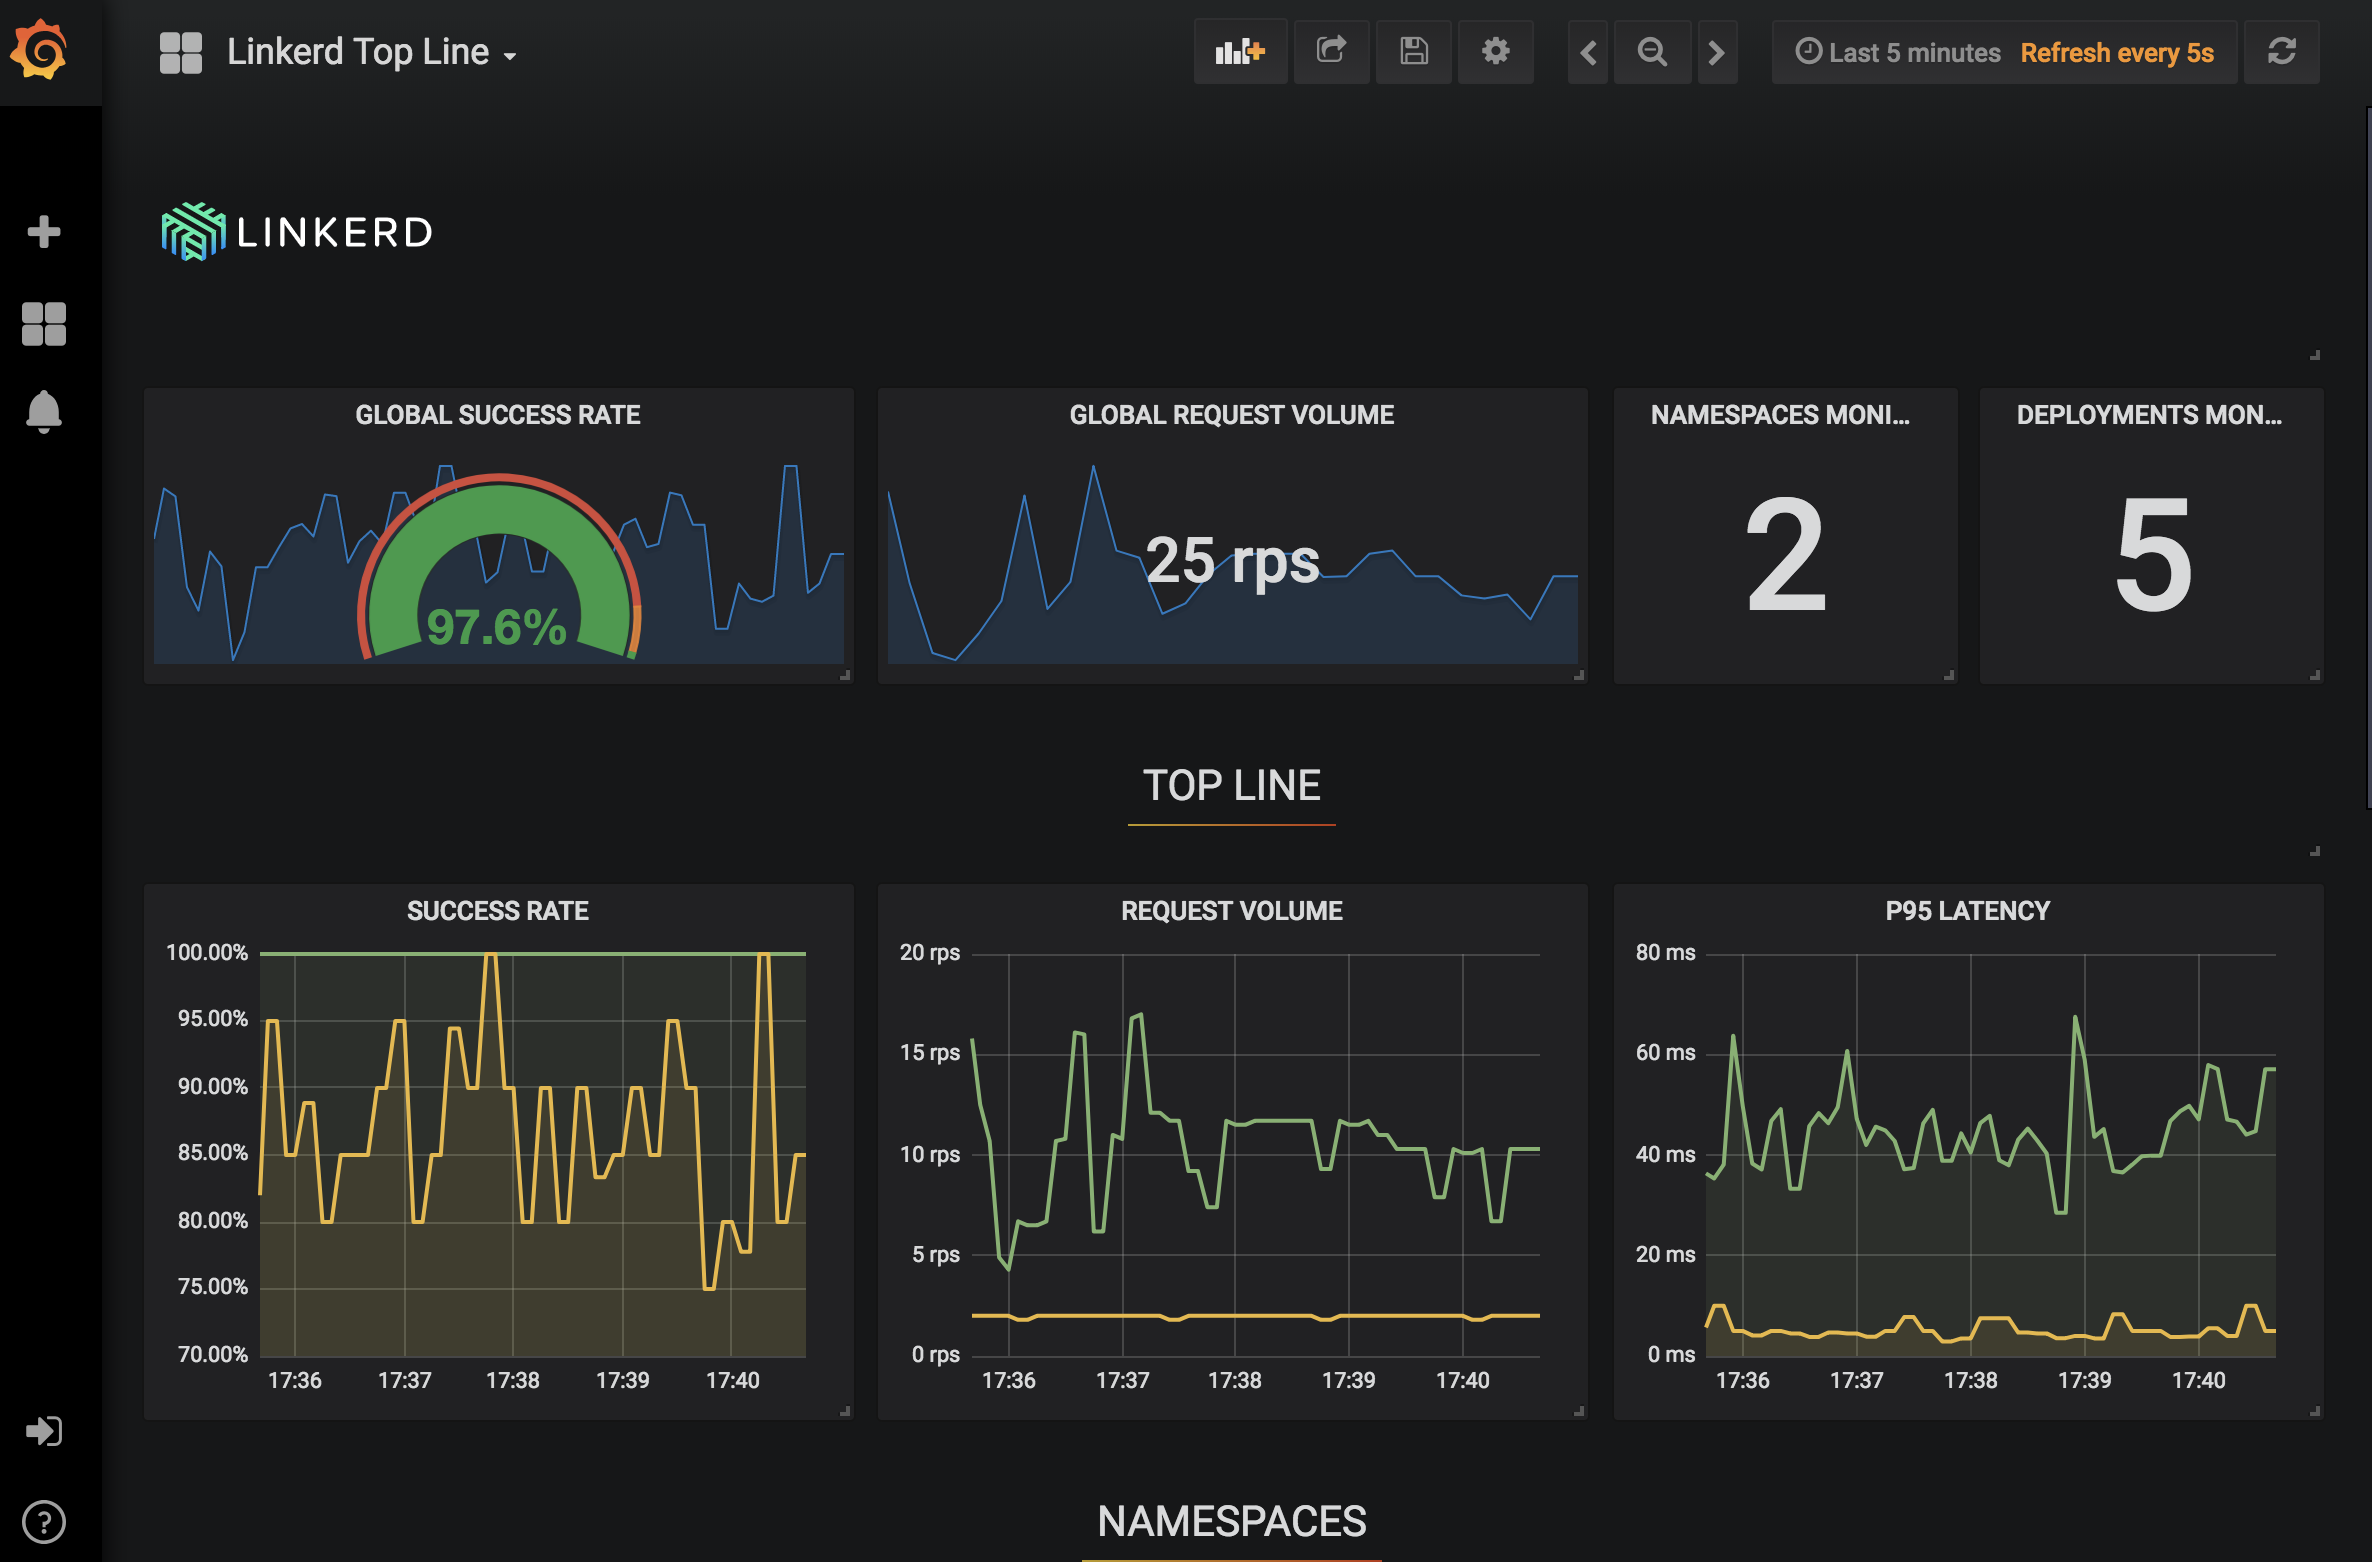 Linkerd Top Line
Last 5 minutes Refresh every 5s
LINKERD
GLOBAL SUCCESS RATE
97.6%
GLOBAL REQUEST VOLUME
25 rps
NAMESPACES MONI...
2
DEPLOYMENTS MON...
5
TOP LINE
SUCCESS RATE
100.00%
95.00%
90.00%
85.00%
80.00%
75.00%
70.00%
17:36 17:37 17:38 17:39 17:40
REQUEST VOLUME
20 rps
15 rps
10 rps
5 rps
0 rps
17:36 17:37 17:38 17:39 17:40
P95 LATENCY
80 ms
60 ms
40 ms
20 ms
0 ms
17:36 17:37 17:38 17:39 17:40
NAMESPACES